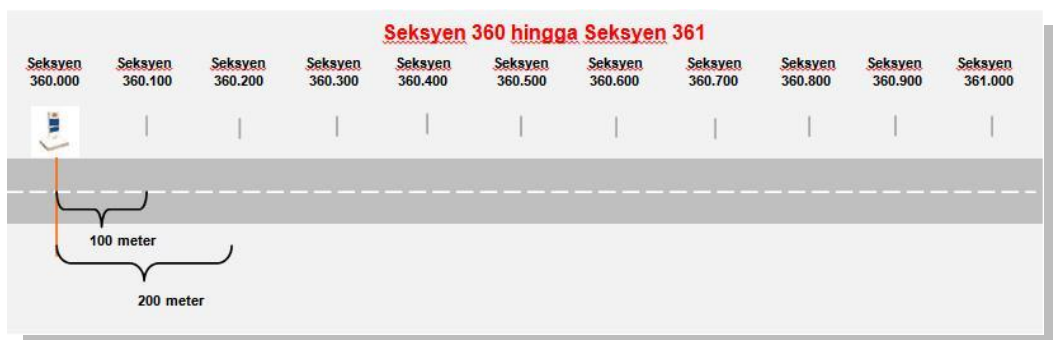 Seksyen 360 hingga Seksyen 361
Seksyen 360.000
Seksyen 360.100
Seksyen 360.200
Seksyen 360.300
Seksyen 360.400
Seksyen 360.500
Seksyen 360.600
Seksyen 360.700
Seksyen 360.800
Seksyen 360.900
Seksyen 361.000
100 meter
200 meter